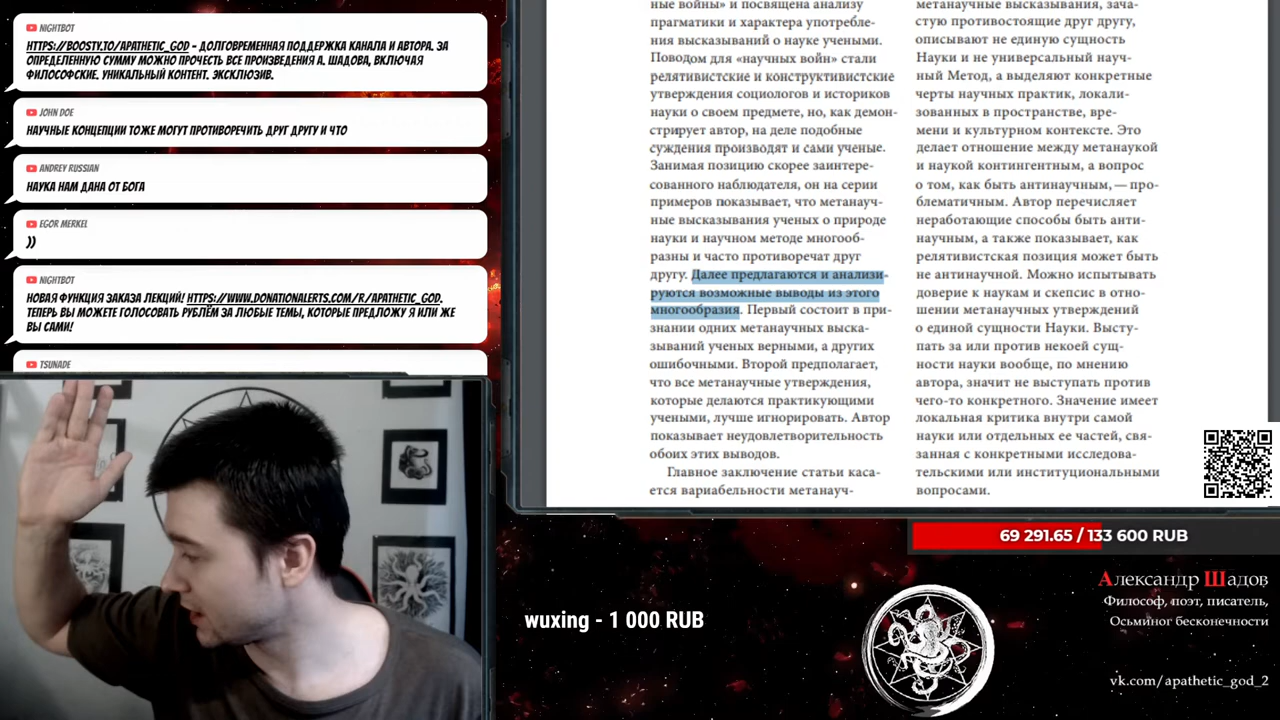 NIGHTBOT
HTTPS://BOOSTY.TO/APATHETIC_GOD - ДОЛГОВРЕМЕННАЯ ПОДДЕРЖКА КАНАЛА И АВТОРА. ЗА
ОПРЕДЕЛЕННУЮ СУММУ МОЖНО ПРОЧЕСТЬ ВСЕ ПРОИЗВЕДЕНИЯ А. ШАДОВА, ВКЛЮЧАЯ
ФИЛОСОФСКИЕ. УНИКАЛЬНЫЙ КОНТЕНТ. ЭКСКЛЮЗИВ.
JOHN DOE
НАУЧНЫЕ КОНЦЕПЦИИ ТОЖЕ МОГУТ ПРОТИВОРЕЧИТЬ ДРУГ ДРУГУ И ЧТО
ANDREY RUSSIAN
НАУКА НАМ ДАНА ОТ БОГА
EGOR MERKEL
))
NIGHTBOT
НОВАЯ ФУНКЦИЯ ЗАКАЗА ЛЕКЦИЙ! HTTPS://WWW.DONATIONALERTS.COM/R/APATHETIC_GOD.
ТЕПЕРЬ ВЫ МОЖЕТЕ ГОЛОСОВАТЬ РУБЛЁМ ЗА ЛЮБЫЕ ТЕМЫ, КОТОРЫЕ ПРЕДЛОЖУ Я ИЛИ ЖЕ
ВЫ САМИ!
TSUNADE
ные войны» и посвящена анализу
прагматики и характера употребле-
ния высказываний о науке учеными.
Поводом для «научных войн» стали
релятивистские и конструктивистские
утверждения социологов и историков
науки о своем предмете, но, как демон-
стрирует автор, на деле подобные
суждения производят и сами ученые.
Занимая позицию скорее заинтере-
сованного наблюдателя, он на серии
примеров показывает, что метанауч-
ные высказывания ученых о природе
науки и научном методе многооб-
разны и часто противоречат друг
другу. Далее предлагаются и анализи-
руются возможные выводы из этого
многообразия. Первый состоит в при-
знании одних метанаучных выска-
зываний ученых верными, а других
ошибочными. Второй предполагает,
что все метанаучные утверждения,
которые делаются практикующими
учеными, лучше игнорировать. Автор
показывает неудовлетворительность
обоих этих выводов.
Главное заключение статьи каса-
ется вариабельности метанауч-
метанаучные высказывания, зача-
стую противостоящие друг другу,
описывают не единую сущность
Науки и не универсальный науч-
ный Метод, а выделяют конкретные
черты научных практик, локали-
зованных в пространстве, вре-
мени и культурном контексте. Это
делает отношение между метанаукой
и наукой контингентным, а вопрос
о том, как быть антинаучным, — про-
блематичным. Автор перечисляет
неработающие способы быть анти-
научным, а также показывает, как
релятивистская позиция может быть
не антинаучной. Можно испытывать
доверие к наукам и скепсис в отно-
шении метанаучных утверждений
о единой сущности Науки. Высту-
пать за или против некоей сущ-
ности науки вообще, по мнению
автора, значит не выступать против
чего-то конкретного. Значение имеет
локальная критика внутри самой
науки или отдельных ее частей, свя-
занная с конкретными исследова-
тельскими или институциональными
вопросами.
69 291.65 / 133 600 RUB
wuxing - 1 000 RUB
Александр Шадов
Философ, поэт, писатель,
Осьминог бесконечности
vk.com/apathetic_god_2